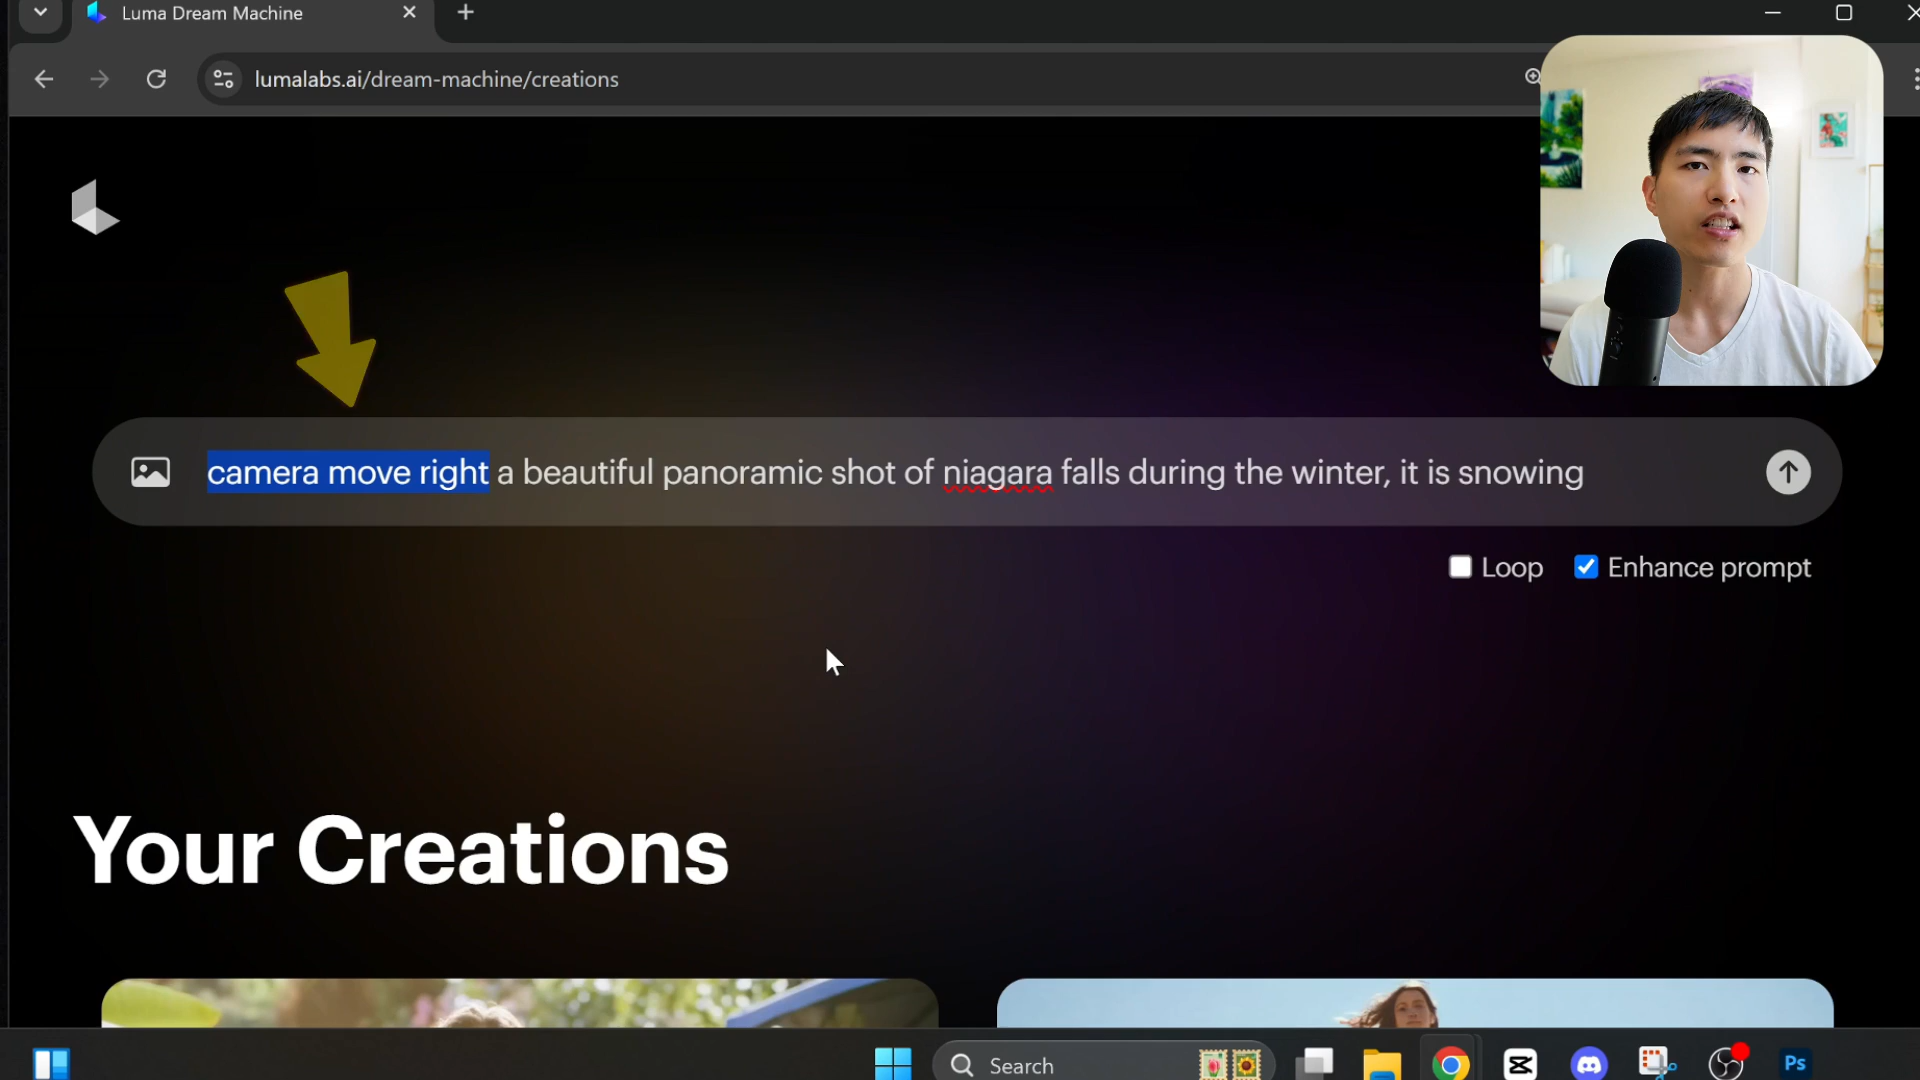 Luma Dream Machine
lumalabs.ai/dream-machine/creations
camera move right a beautiful panoramic shot of niagara falls during the winter, it is snowing
Loop
Enhance prompt
Your Creations
Search
Ps